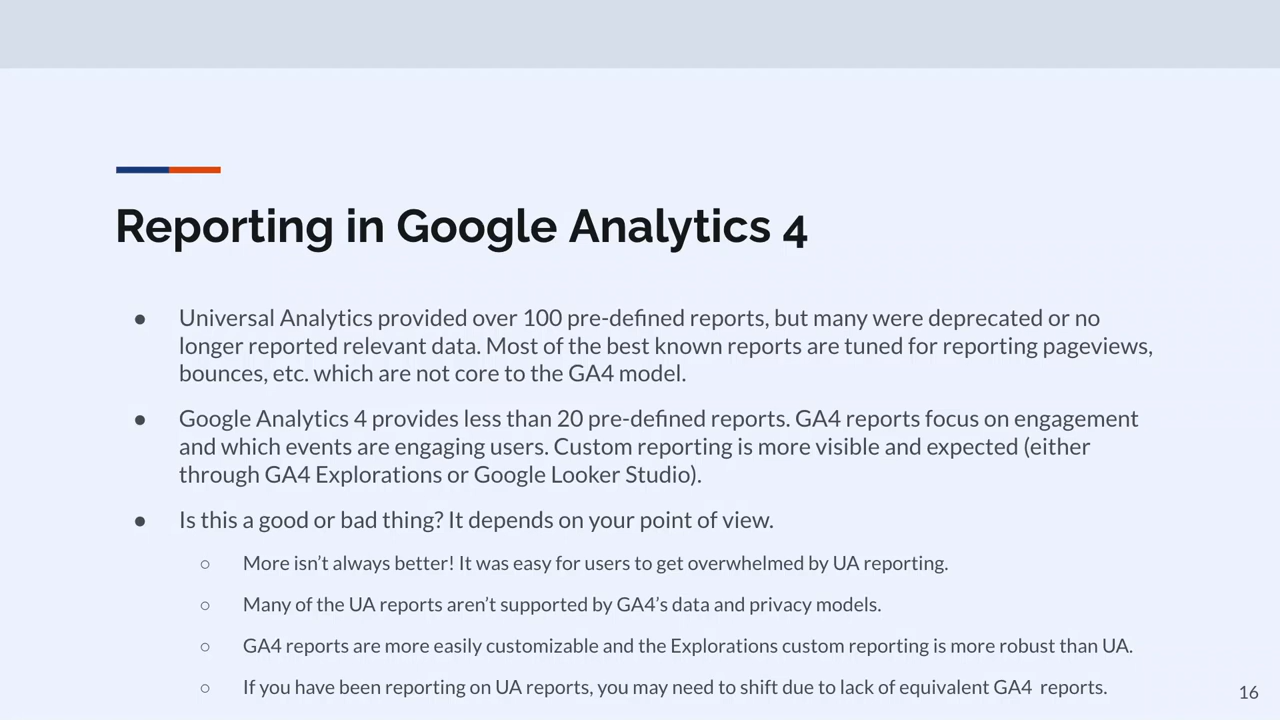 Reporting in Google Analytics 4
● Universal Analytics provided over 100 pre-defined reports, but many were deprecated or no
longer reported relevant data. Most of the best known reports are tuned for reporting pageviews,
bounces, etc. which are not core to the GA4 model.
● Google Analytics 4 provides less than 20 pre-defined reports. GA4 reports focus on engagement
and which events are engaging users. Custom reporting is more visible and expected (either
through GA4 Explorations or Google Looker Studio).
● Is this a good or bad thing? It depends on your point of view.
○ More isn’t always better! It was easy for users to get overwhelmed by UA reporting.
○ Many of the UA reports aren’t supported by GA4’s data and privacy models.
○ GA4 reports are more easily customizable and the Explorations custom reporting is more robust than UA.
○ If you have been reporting on UA reports, you may need to shift due to lack of equivalent GA4  reports.
16